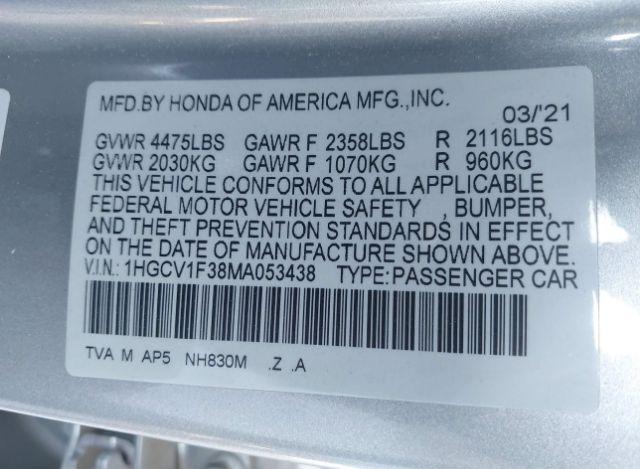 MFD.BY HONDA OF AMERICA MFG.,INC.
03/'21
GVWR 4475LBS GAWR F 2358LBS R 2116LBS
GVWR 2030KG GAWR F 1070KG R 960KG
THIS VEHICLE CONFORMS TO ALL APPLICABLE
FEDERAL MOTOR VEHICLE SAFETY , BUMPER,
AND THEFT PREVENTION STANDARDS IN EFFECT
ON THE DATE OF MANUFACTURE SHOWN ABOVE.
V.I.N.: 1HGCV1F38MA053438 TYPE:PASSENGER CAR
TVA M AP5 NH830M .Z .A